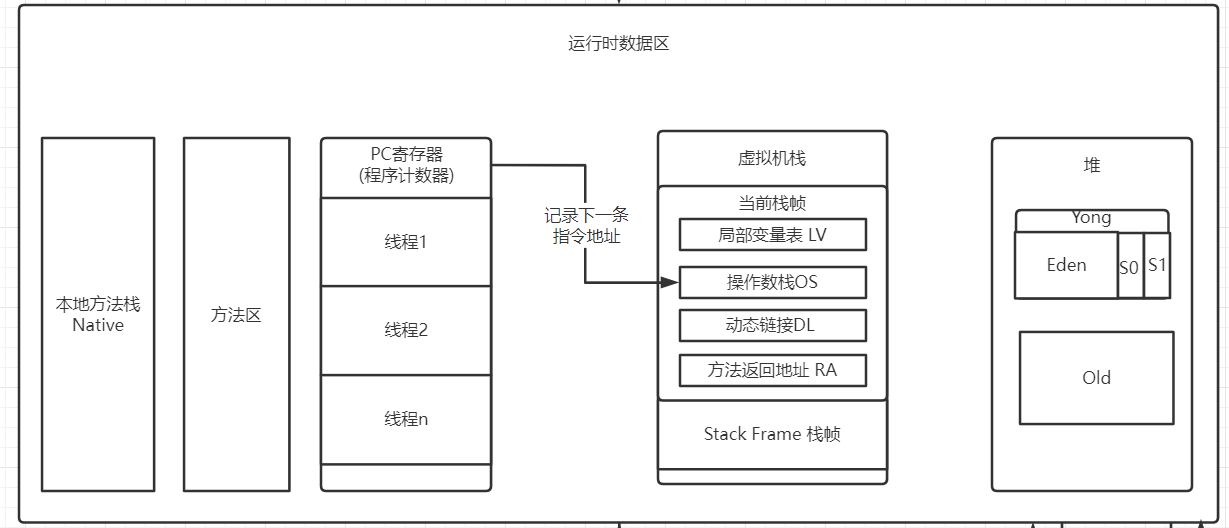 运行时数据区
本地方法栈
Native
方法区
PC寄存器
(程序计数器)
线程1
线程2
线程n
记录下一条
指令地址
虚拟机栈
当前栈帧
局部变量表 LV
操作数栈OS
动态链接DL
方法返回地址 RA
Stack Frame 栈帧
堆
Yong
Eden
S0
S1
Old